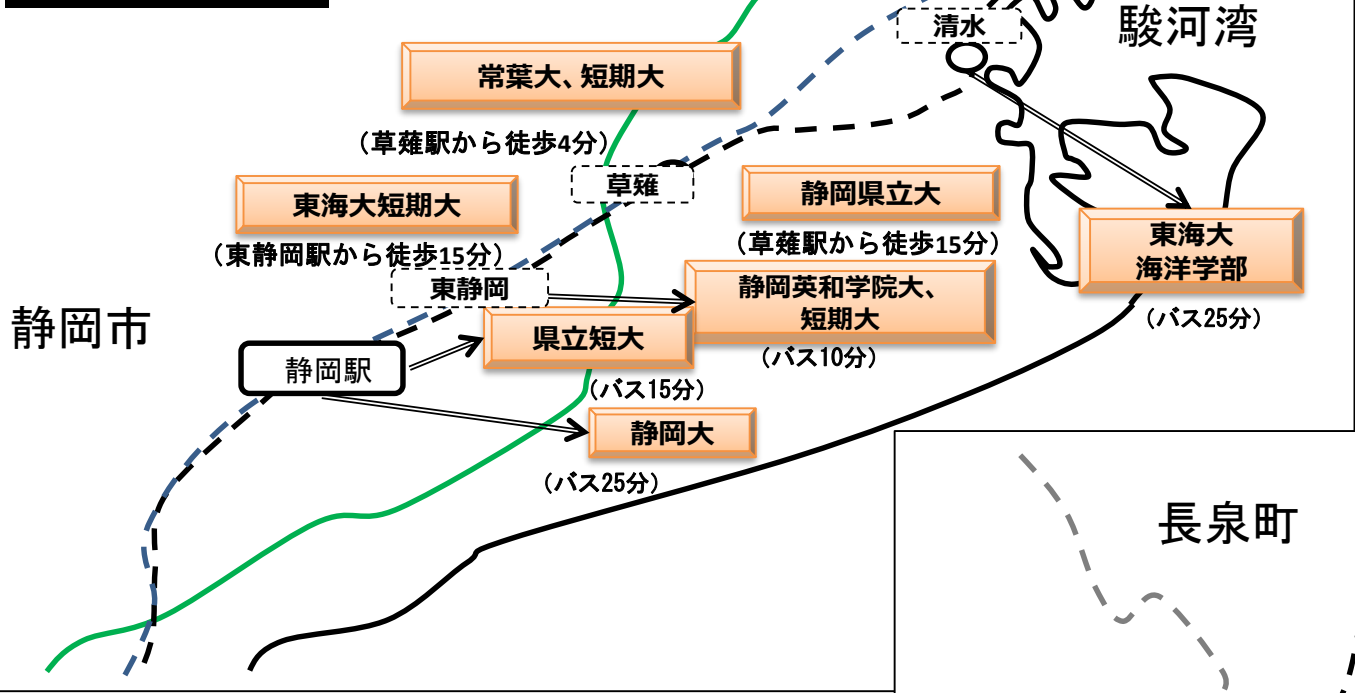 清水
駿河湾
常葉大、短期大
（草薙駅から徒歩4分）
草薙
東海大短期大
（東静岡駅から徒歩15分）
静岡県立大
（草薙駅から徒歩15分）
東海大
海洋学部
（バス25分）
東静岡
静岡英和学院大、
短期大
（バス10分）
静岡市
県立短大
（バス15分）
静岡駅
静岡大
（バス25分）
長泉町